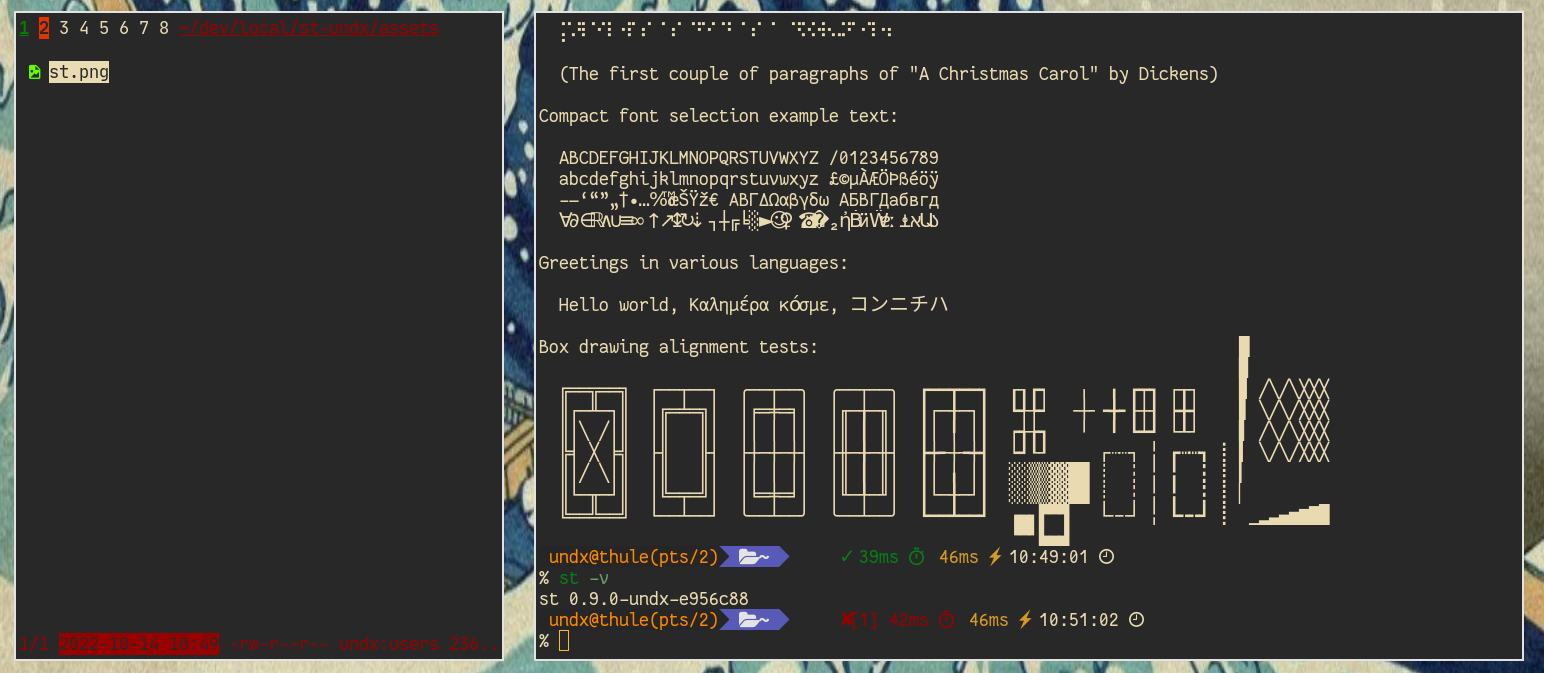 1 2 3 4 5 6 7 8 ~/dev/local/st-undx/assets
st.png
1/1 2022-10-14 10:49 -rw-r--r-- undx:users 236..
(The first couple of paragraphs of "A Christmas Carol" by Dickens)
Compact font selection example text:
ABCDEFGHIJKLMNOPQRSTUVWXYZ /0123456789
abcdefghijklmnopqrstuvwxyz £©µÀÆÖÞßéöÿ
–—‘“”„†•…‰™œŠŸž€ ΑΒΓΔΩαβγδω АБВГДабвгд
Greetings in various languages:
Hello world, Καλημέρα κόσμε, コンニチハ
Box drawing alignment tests:
undx@thule(pts/2) ~ ✓ 39ms 46ms ⚡ 10:49:01
% st -v
st 0.9.0-undx-e956c88
undx@thule(pts/2) ~ ✘[1] 42ms 46ms ⚡ 10:51:02
%